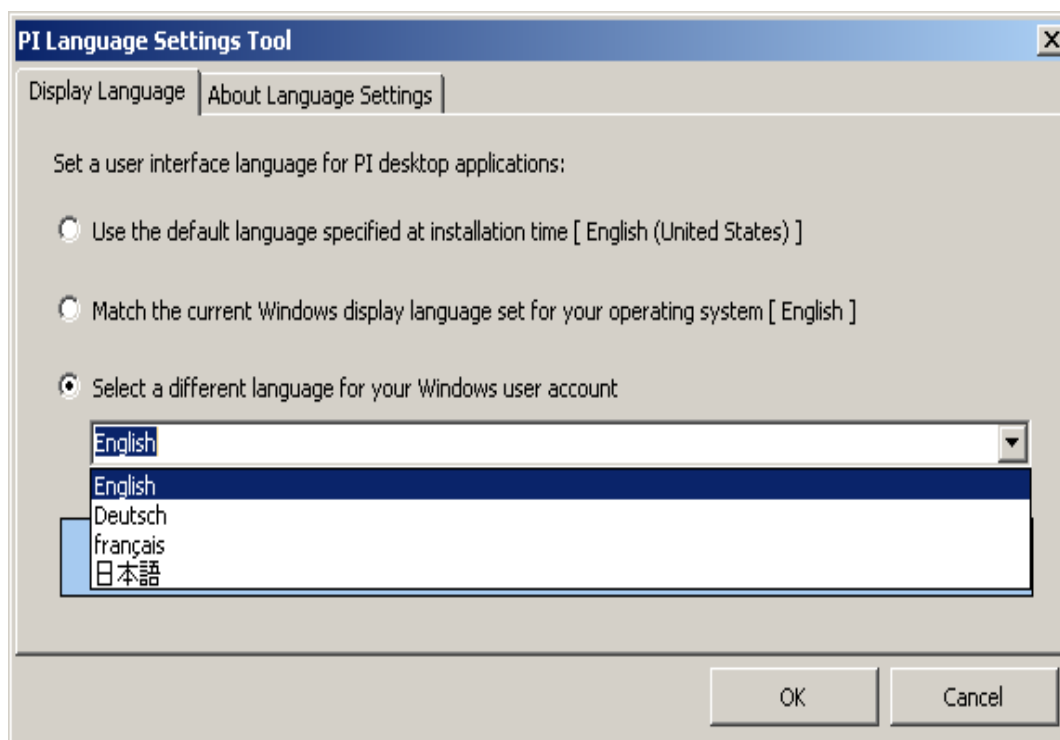 PI Language Settings Tool
Display Language
About Language Settings
Set a user interface language for PI desktop applications:
Use the default language specified at installation time [ English (United States) ]
Match the current Windows display language set for your operating system [ English ]
Select a different language for your Windows user account
English
English
Deutsch
français
日本語
OK
Cancel